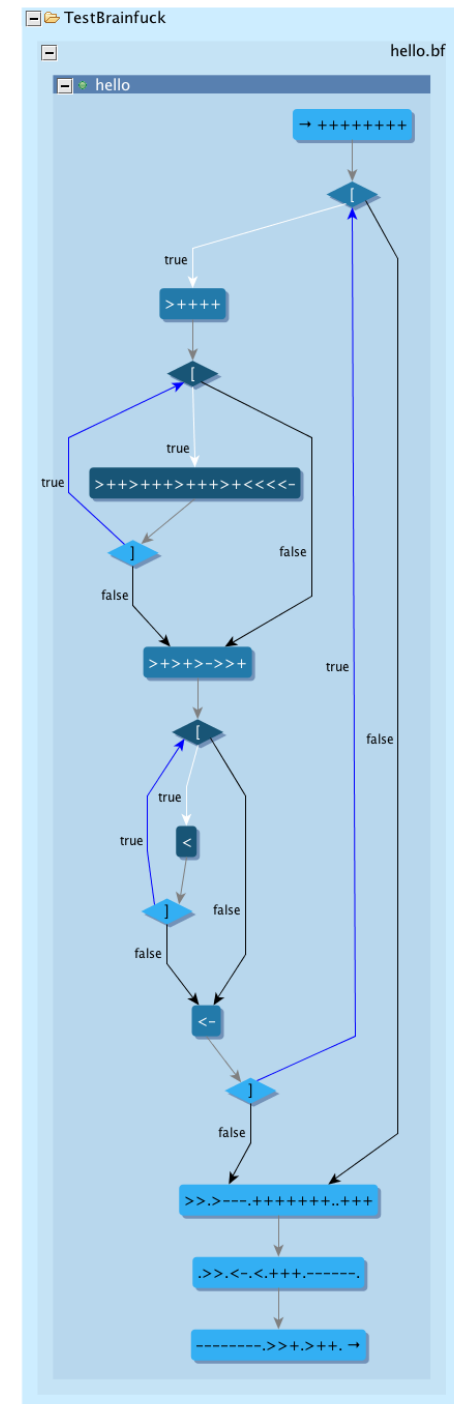 TestBrainfuck
hello.bf
hello
→ ++++++++
[
true
>++++
[
true
true
>++>+++>+++>+<<<<-
]
false
false
>+>+>->>+
true
[
false
true
true
<
]
false
false
<-
]
false
>>.>---.+++++++..+++
.>>.<-.<.+++.------.
--------.>>+.>++. →